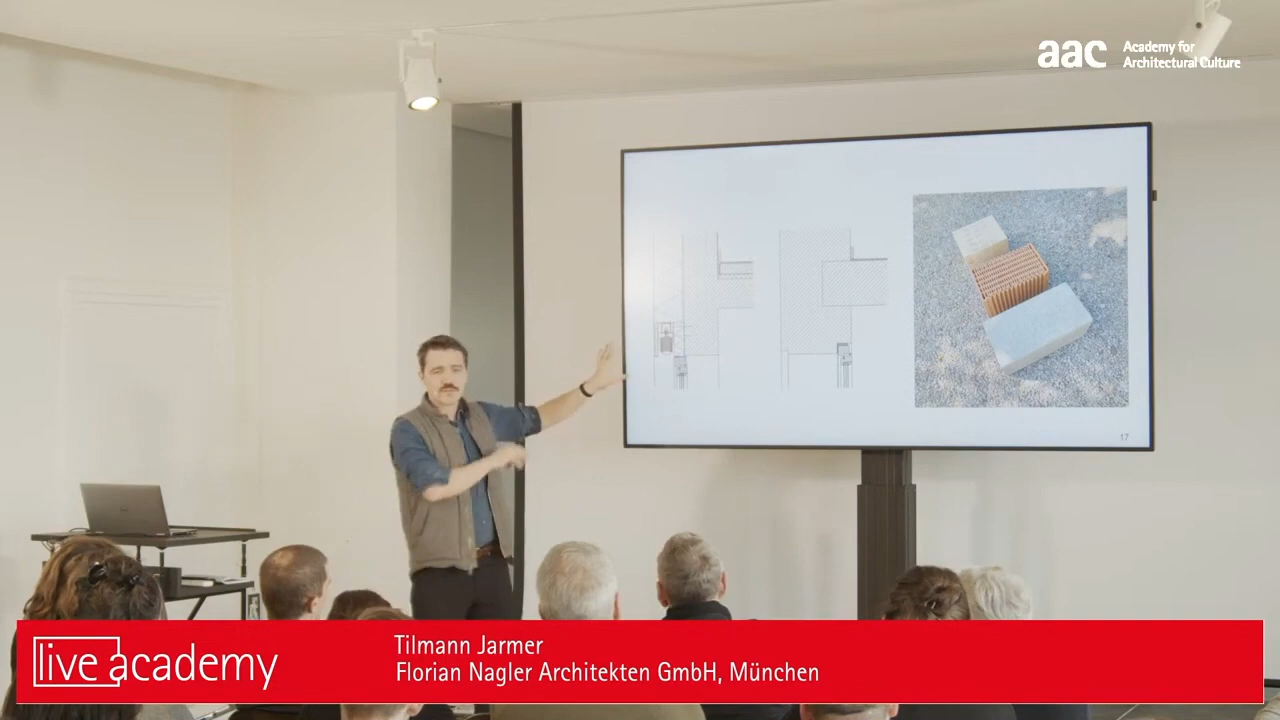 aac
Academy for
Architectural Culture
17
live academy
Tilmann Jarmer
Florian Nagler Architekten GmbH, München